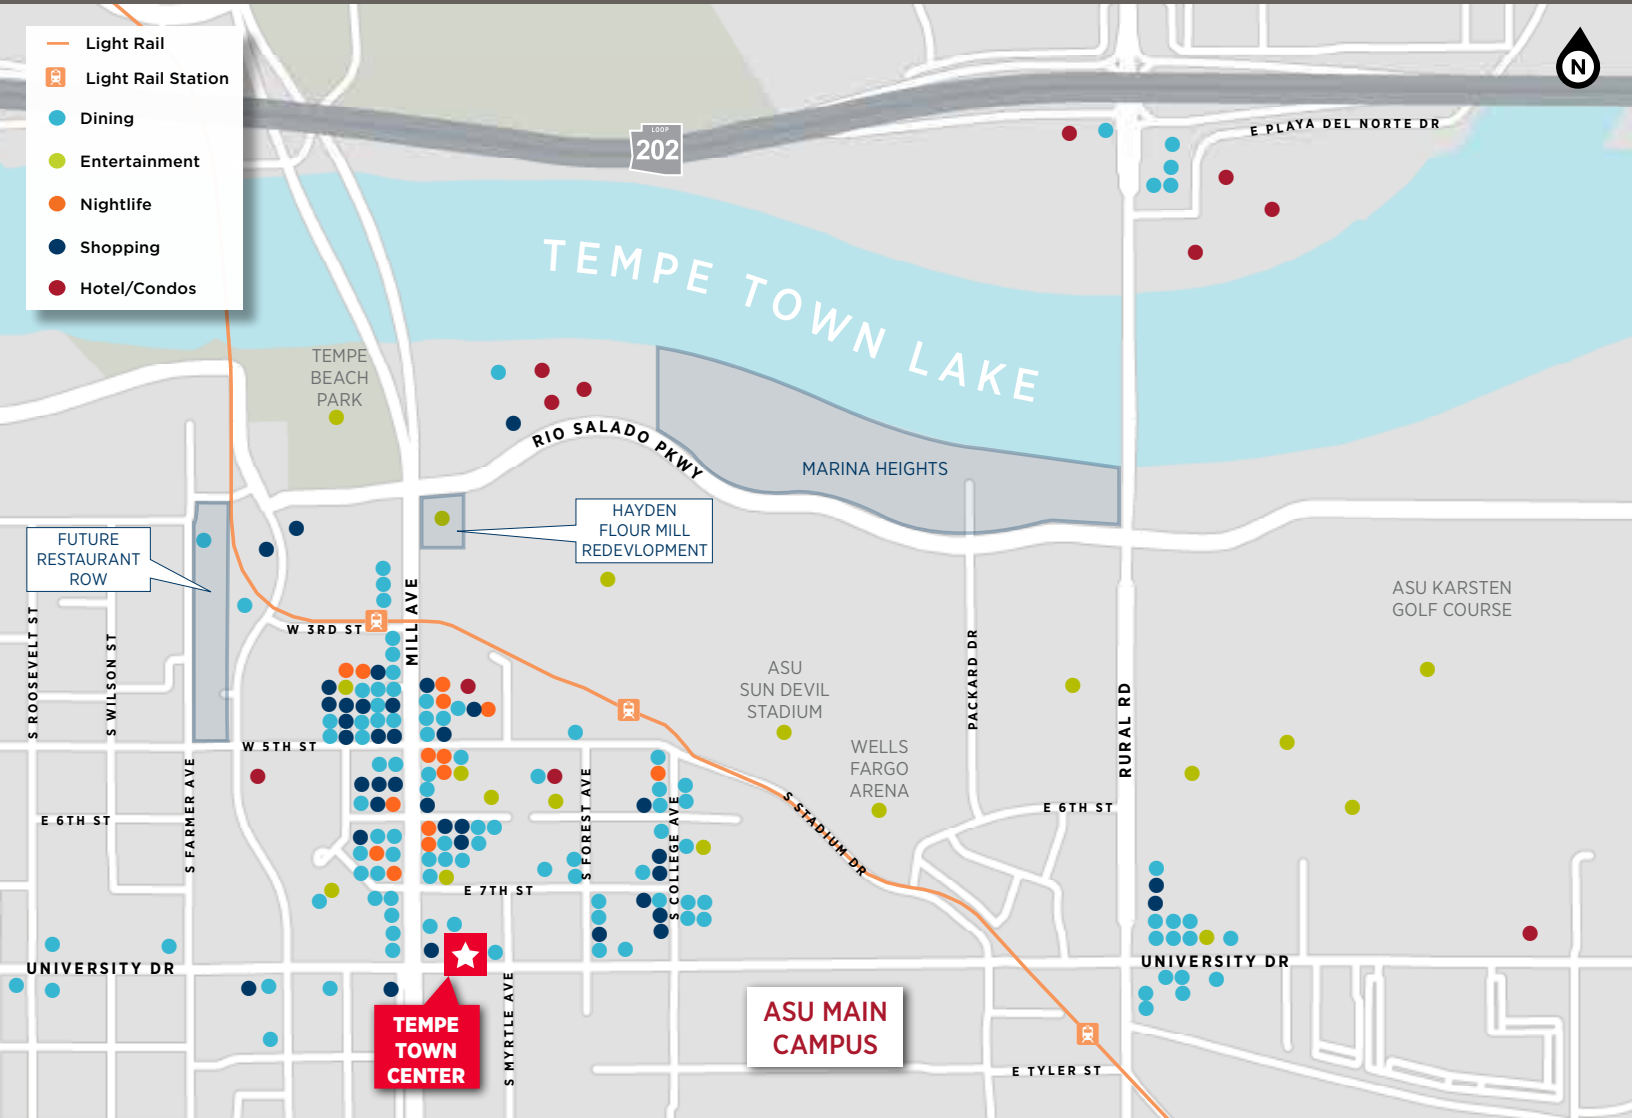 Light Rail
Light Rail Station
Dining
Entertainment
Nightlife
Shopping
Hotel/Condos
N
LOOP
202
E PLAYA DEL NORTE DR
TEMPE TOWN LAKE
TEMPE
BEACH
PARK
RIO SALADO PKWY
MARINA HEIGHTS
HAYDEN
FLOUR MILL
REDEVLOPMENT
FUTURE
RESTAURANT
ROW
ASU KARSTEN
GOLF COURSE
S ROOSEVELT ST
S WILSON ST
W 3RD ST
MILL AVE
ASU
SUN DEVIL
STADIUM
PACKARD DR
RURAL RD
W 5TH ST
WELLS
FARGO
ARENA
S FARMER AVE
S FOREST AVE
S COLLEGE AVE
S STADIUM DR
E 6TH ST
E 6TH ST
E 7TH ST
UNIVERSITY DR
UNIVERSITY DR
S MYRTLE AVE
TEMPE
TOWN
CENTER
ASU MAIN
CAMPUS
E TYLER ST